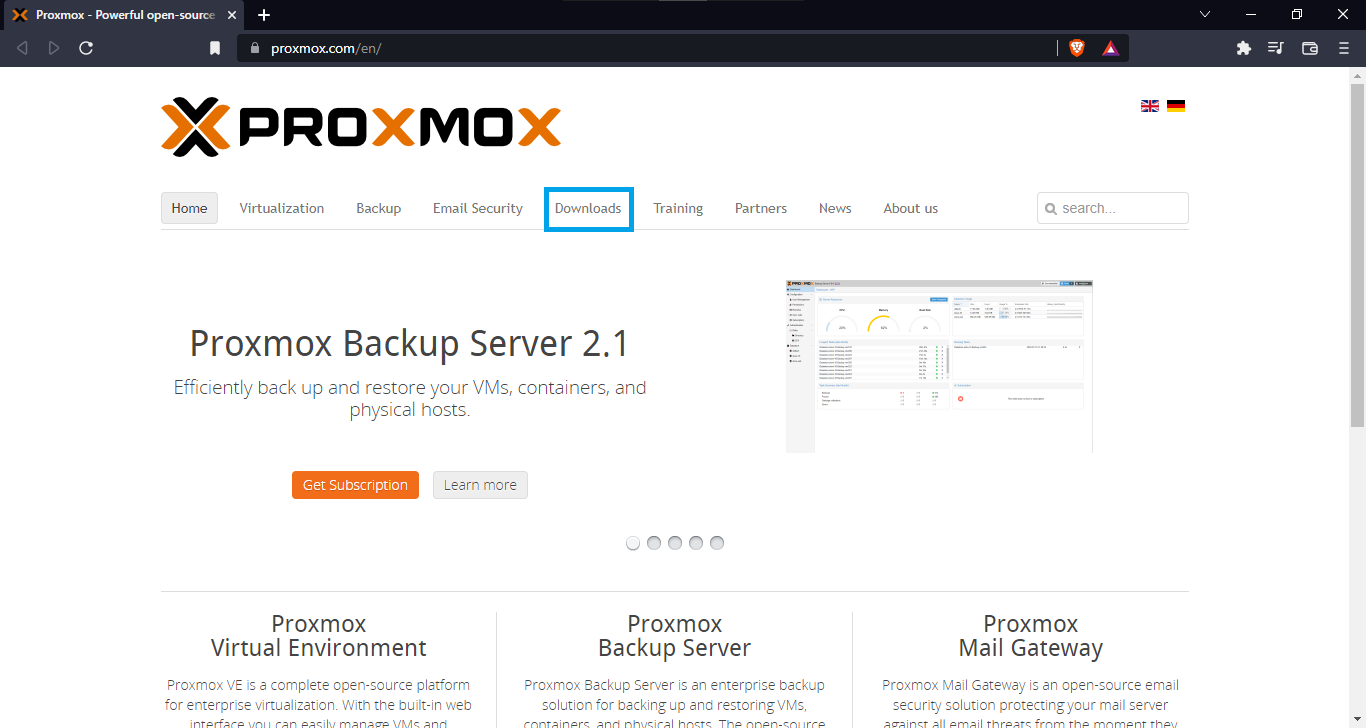 Proxmox - Powerful open-source
proxmox.com/en/
PROXMOX
Home
Virtualization
Backup
Email Security
Downloads
Training
Partners
News
About us
search...
Proxmox Backup Server 2.1
Efficiently back up and restore your VMs, containers, and
physical hosts.
Get Subscription
Learn more
Proxmox
Virtual Environment
Proxmox VE is a complete open-source platform
for enterprise virtualization. With the built-in web
interface you can easily manage VMs and
Proxmox
Backup Server
Proxmox Backup Server is an enterprise backup
solution for backing up and restoring VMs,
containers, and physical hosts. The open-source
Proxmox
Mail Gateway
Proxmox Mail Gateway is an open-source email
security solution protecting your mail server
against all email threats from the moment they